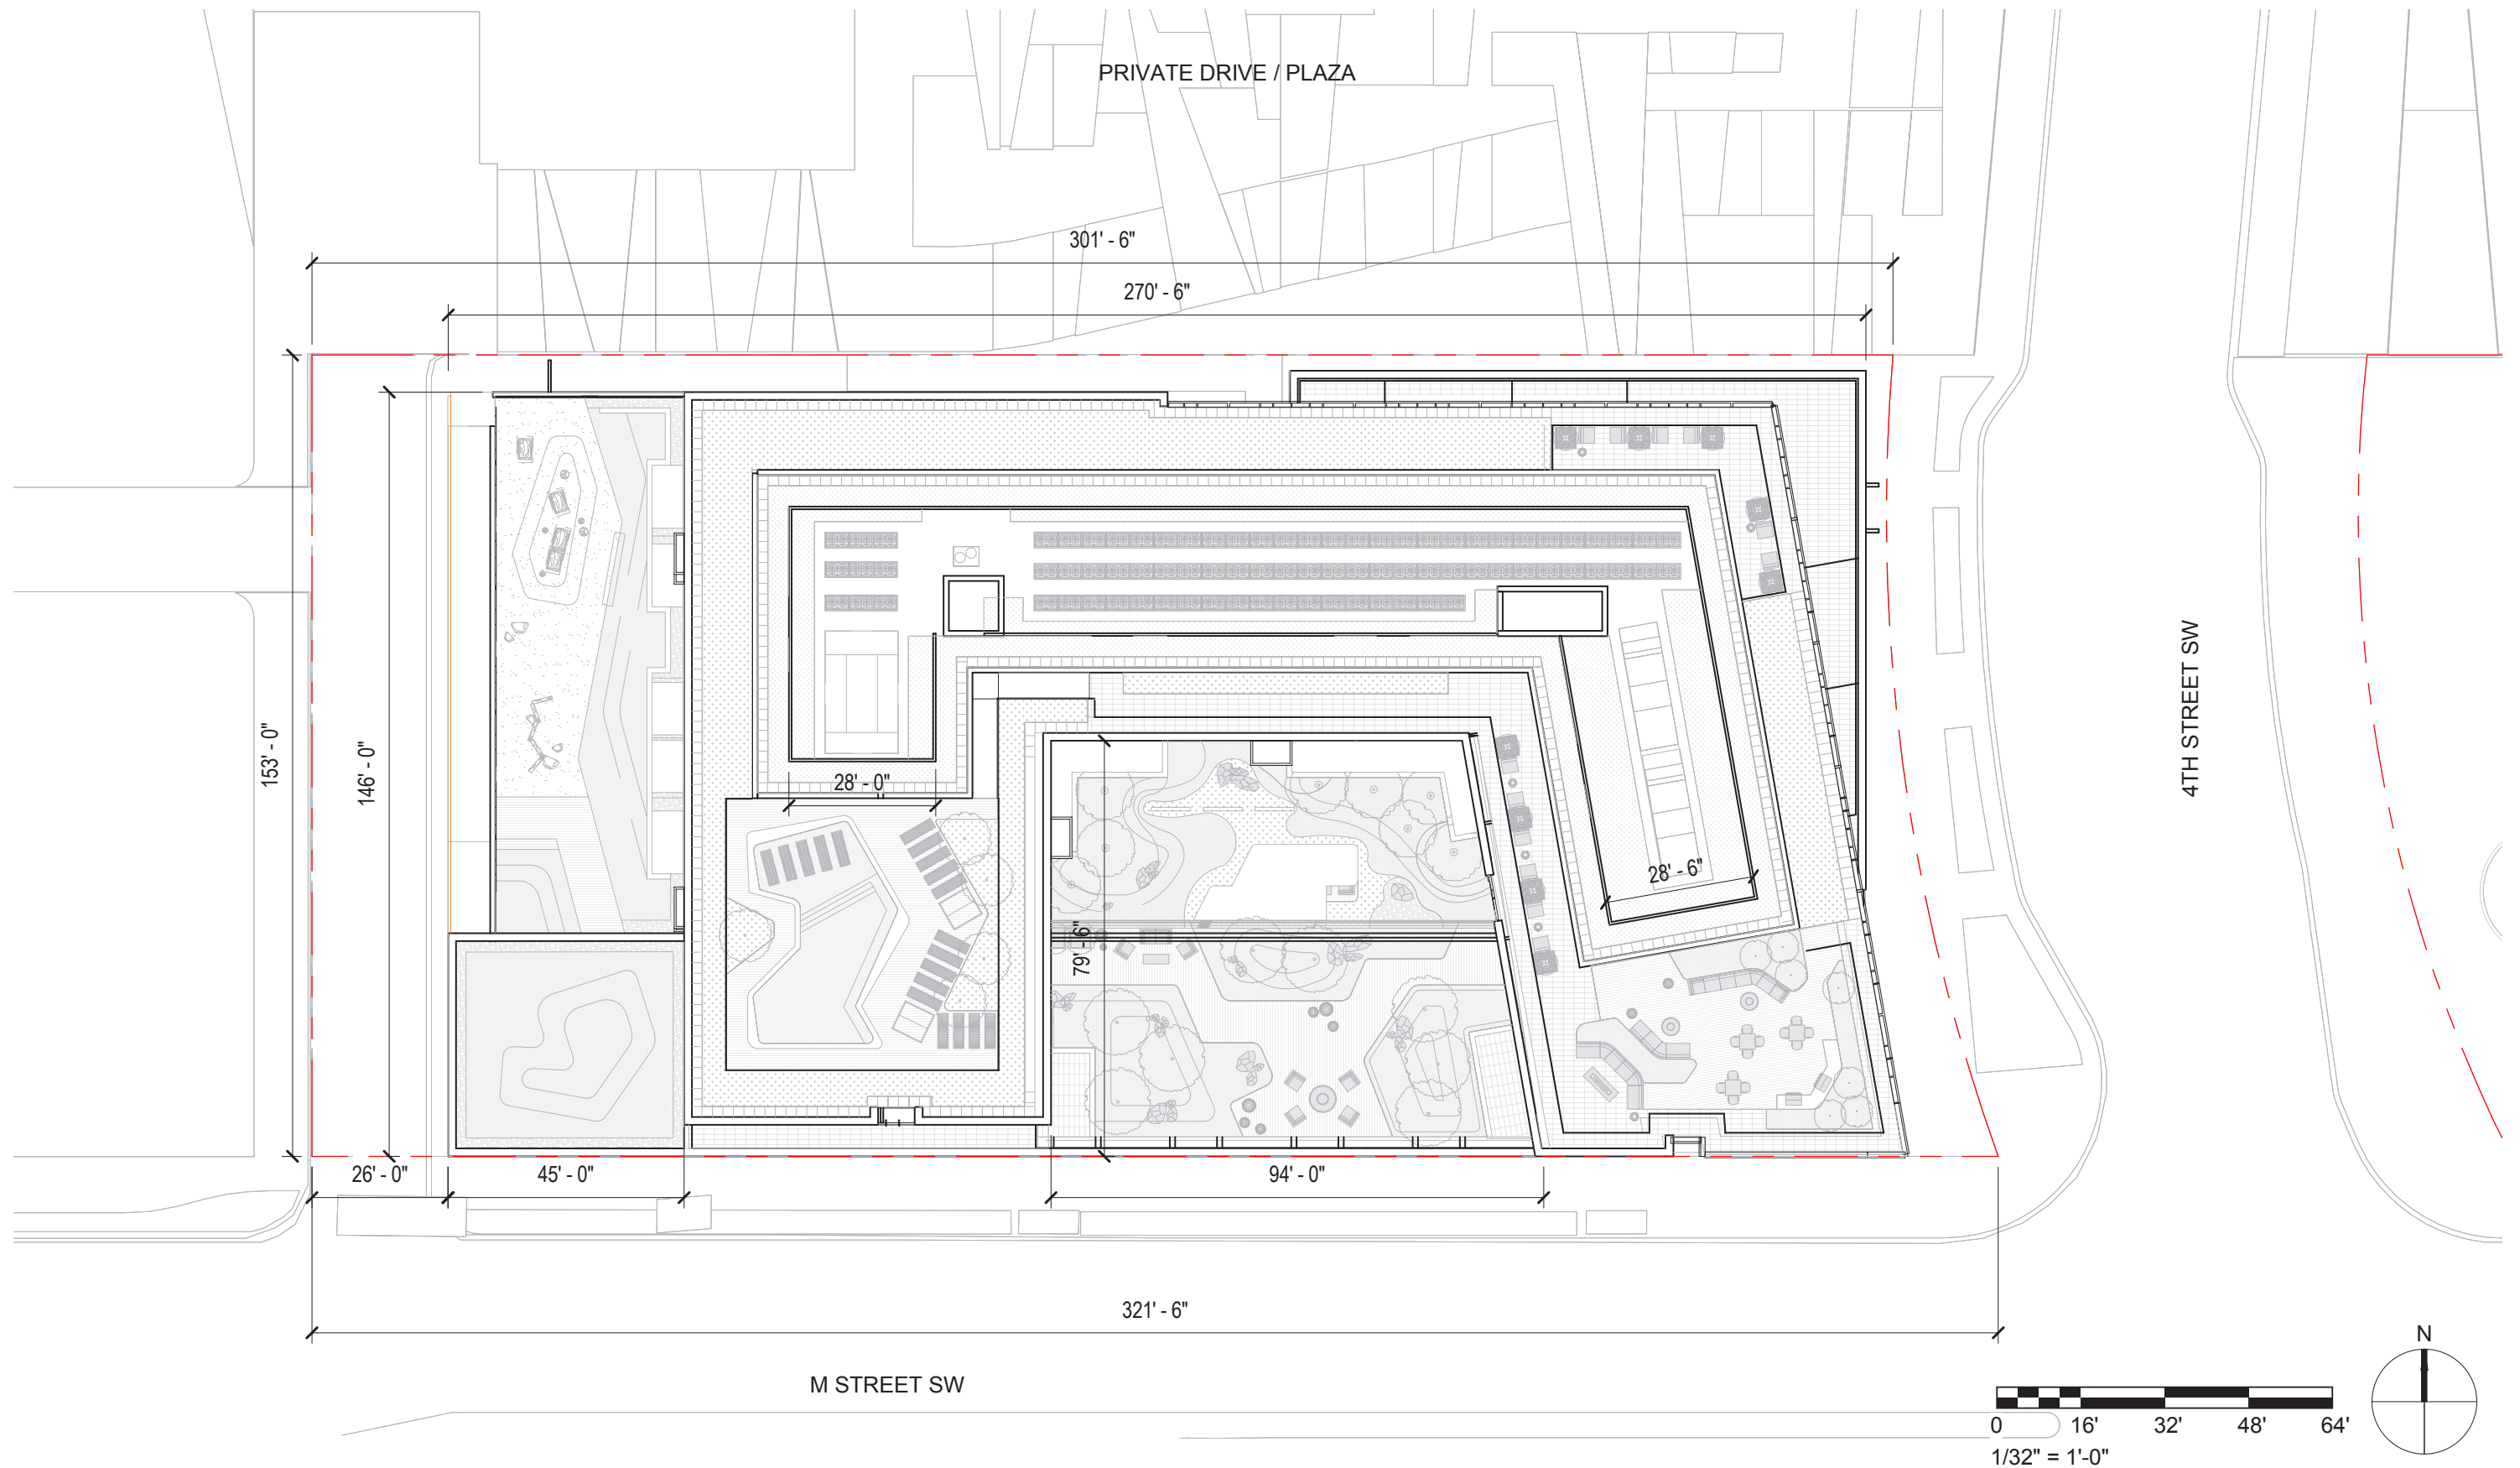 PRIVATE DRIVE / PLAZA
301' - 6"
270' - 6"
153' - 0"
146' - 0"
28' - 0"
28' - 6"
79' - 6"
4TH STREET SW
26' - 0"
45' - 0"
94' - 0"
321' - 6"
M STREET SW
N
0 16' 32' 48' 64'
1/32" = 1'-0"